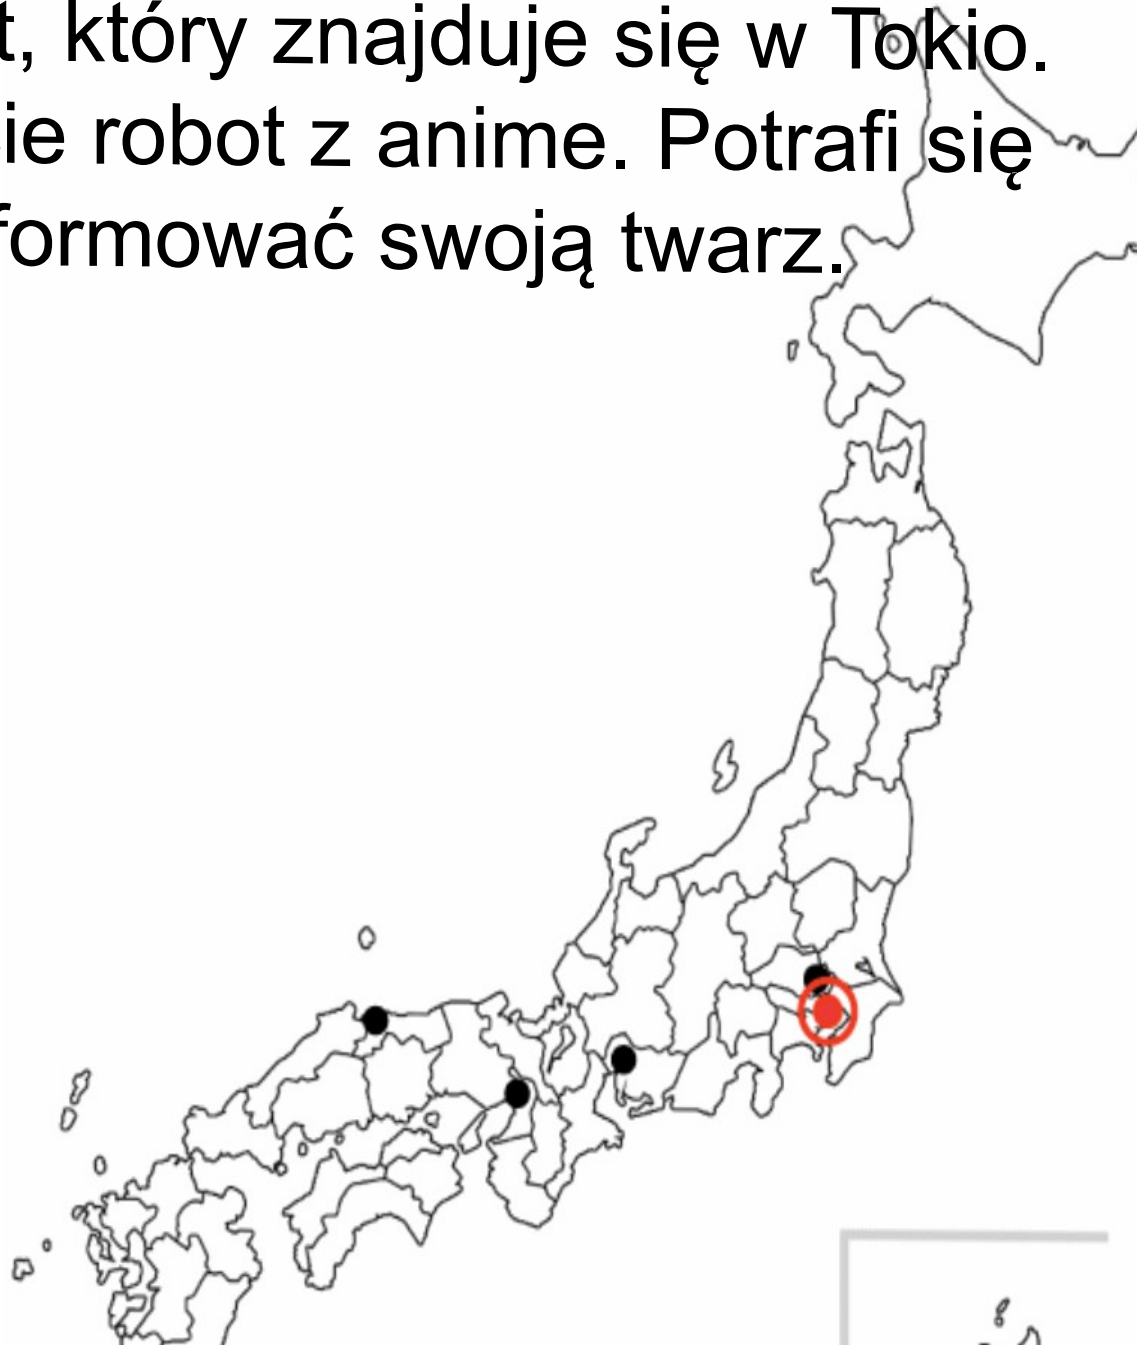 t, który znajduje się w Tokio.
ie robot z anime. Potrafi się
formować swoją twarz.